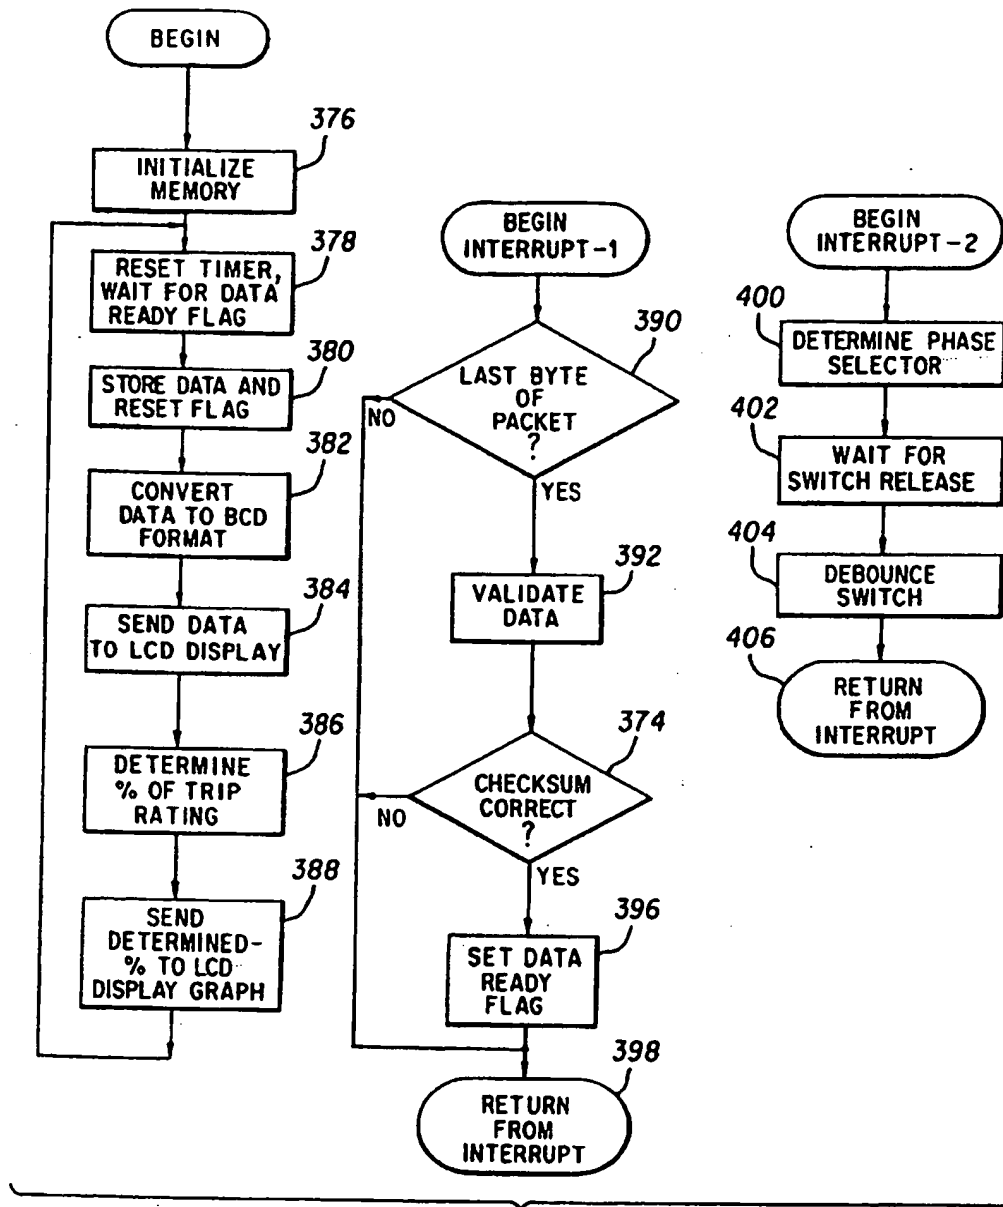 BEGIN
376
INITIALIZE
MEMORY
378
RESET TIMER,
WAIT FOR DATA
READY FLAG
380
STORE DATA AND
RESET FLAG
382
CONVERT
DATA TO BCD
FORMAT
384
SEND DATA
TO LCD DISPLAY
386
DETERMINE
% OF TRIP
RATING
388
SEND
DETERMINED-
% TO LCD
DISPLAY GRAPH
BEGIN
INTERRUPT-1
390
LAST BYTE
OF
PACKET
?
NO
YES
392
VALIDATE
DATA
374
CHECKSUM
CORRECT
?
NO
YES
396
SET DATA
READY
FLAG
398
RETURN
FROM
INTERRUPT
BEGIN
INTERRUPT-2
400
DETERMINE PHASE
SELECTOR
402
WAIT FOR
SWITCH RELEASE
404
DEBOUNCE
SWITCH
406
RETURN
FROM
INTERRUPT